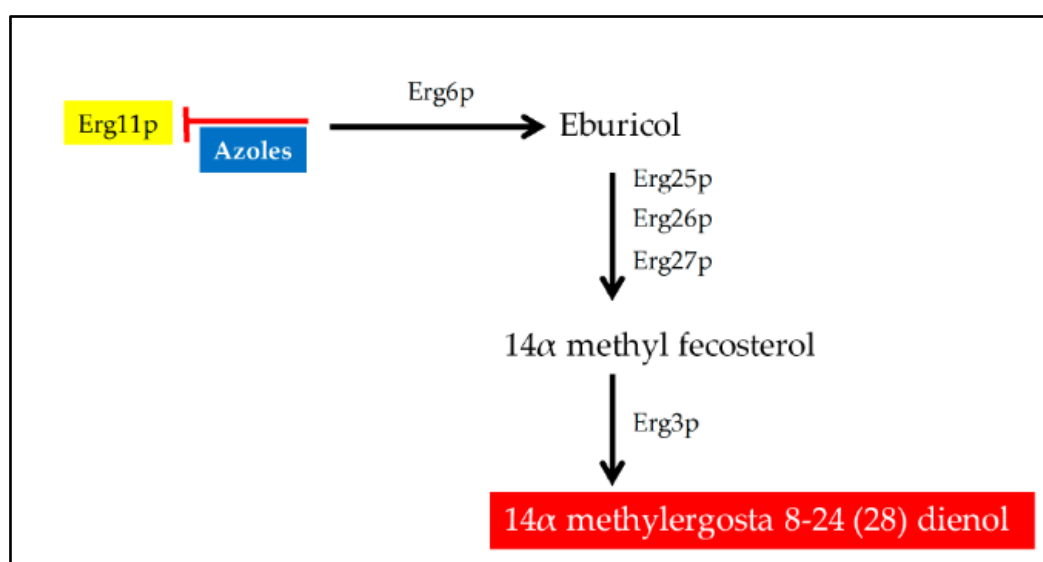 Erg6p
Erg11p
Azoles
Eburicol
Erg25p
Erg26p
Erg27p
14α methyl fecosterol
Erg3p
14α methylergosta 8-24 (28) dienol